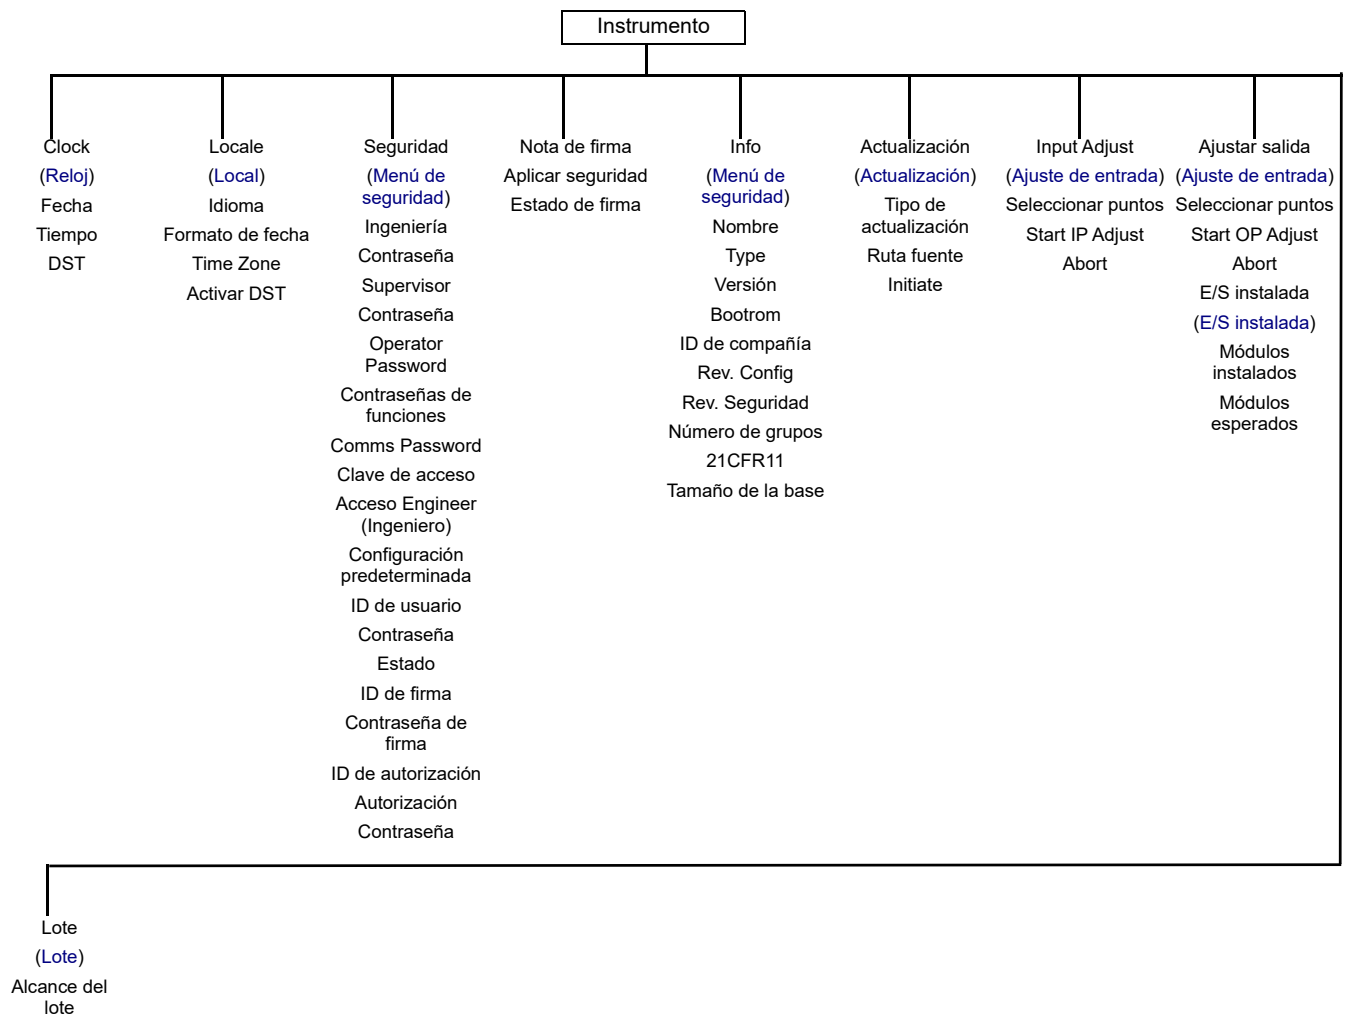 Instrumento
Clock
(Reloj)
Fecha
Tiempo
DST
Locale
(Local)
Idioma
Formato de fecha
Time Zone
Activar DST
Seguridad
(Menú de
seguridad)
Ingeniería
Contraseña
Supervisor
Contraseña
Operator
Password
Contraseñas de
funciones
Comms Password
Clave de acceso
Acceso Engineer
(Ingeniero)
Configuración
predeterminada
ID de usuario
Contraseña
Estado
ID de firma
Contraseña de
firma
ID de autorización
Autorización
Contraseña
Nota de firma
Aplicar seguridad
Estado de firma
Info
(Menú de
seguridad)
Nombre
Type
Versión
Bootrom
ID de compañía
Rev. Config
Rev. Seguridad
Número de grupos
21CFR11
Tamaño de la base
Actualización
(Actualización)
Tipo de
actualización
Ruta fuente
Initiate
Input Adjust
(Ajuste de entrada)
Seleccionar puntos
Start IP Adjust
Abort
Ajustar salida
(Ajuste de entrada)
Seleccionar puntos
Start OP Adjust
Abort
E/S instalada
(E/S instalada)
Módulos
instalados
Módulos
esperados
Lote
(Lote)
Alcance del
lote